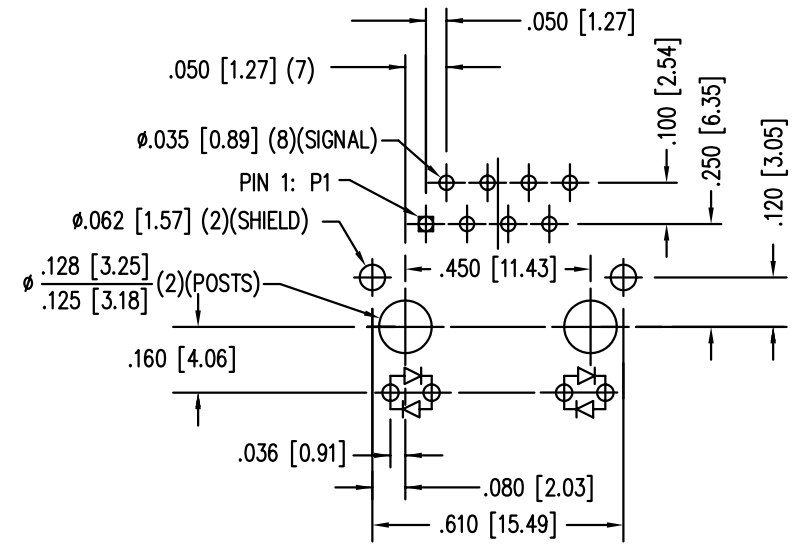 .050 [1.27]
.050 [1.27] (7)
.100 [2.54]
.250 [6.35]
.120 [3.05]
ø.035 [0.89] (8)(SIGNAL)
PIN 1: P1
ø.062 [1.57] (2)(SHIELD)
.450 [11.43]
ø .128 [3.25]
.125 [3.18] (2)(POSTS)
.160 [4.06]
.036 [0.91]
.080 [2.03]
.610 [15.49]